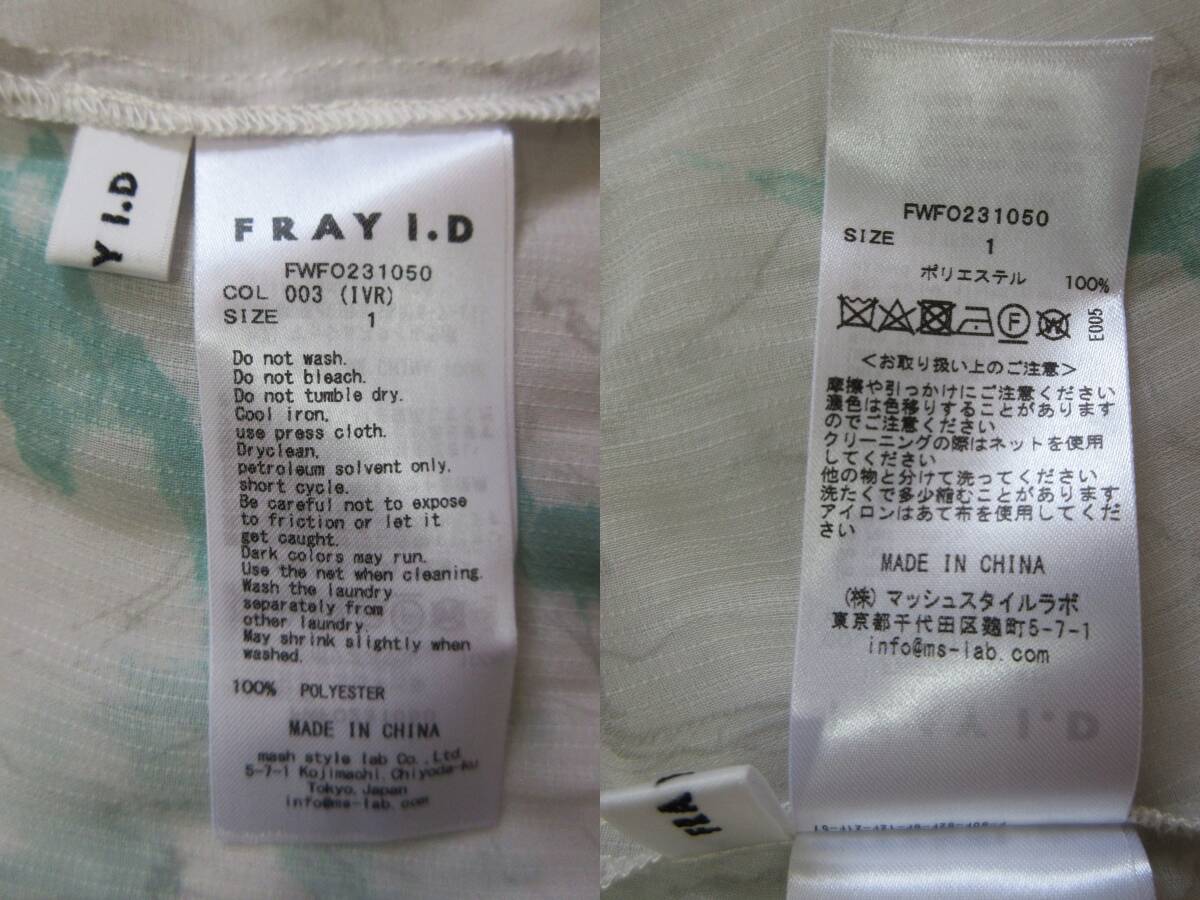 Y I.D
FRAY I.D
FWFO231050
COL 003 (IVR)
SIZE 1
Do not wash.
Do not bleach.
Do not tumble dry.
Cool iron,
use press cloth.
Dryclean,
petroleum solvent only.
short cycle.
Be careful not to expose
to friction or let it
get caught.
Dark colors may run.
Use the net when cleaning.
Wash the laundry
separately from
other laundry.
May shrink slightly when
washed.
100% POLYESTER
MADE IN CHINA
mash style lab Co.,Ltd.
5-7-1 Kojimachi,Chiyoda-ku
Tokyo,Japan
info@ms-lab.com
FWFO231050
SIZE 1
ポリエステル 100%
F W
E005
<お取り扱い上のご注意>
摩擦や引っかけにご注意ください
濃色は色移りすることがあります
のでご注意ください
クリーニングの際はネットを使用
してください
他の物と分けて洗ってください
洗たくで多少縮むことがあります
アイロンはあて布を使用してくだ
さい
MADE IN CHINA
(株) マッシュスタイルラボ
東京都千代田区麹町5-7-1
info@ms-lab.com
FRA